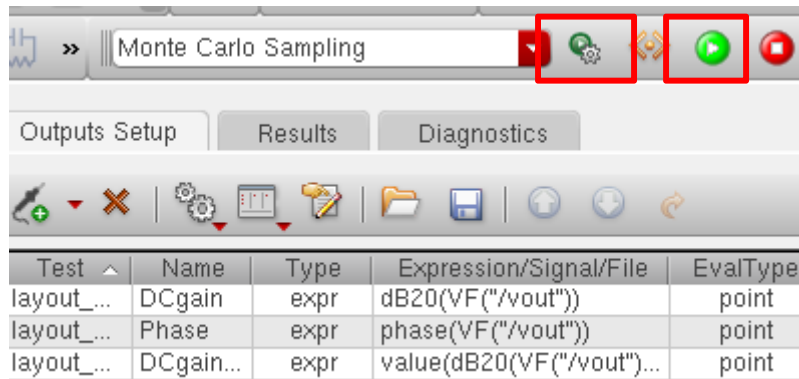 » Monte Carlo Sampling
Outputs Setup Results Diagnostics
Test Name Type Expression/Signal/File EvalType
layout_... DCgain expr dB20(VF("/vout")) point
layout_... Phase expr phase(VF("/vout")) point
layout_... DCgain... expr value(dB20(VF("/vout")... point